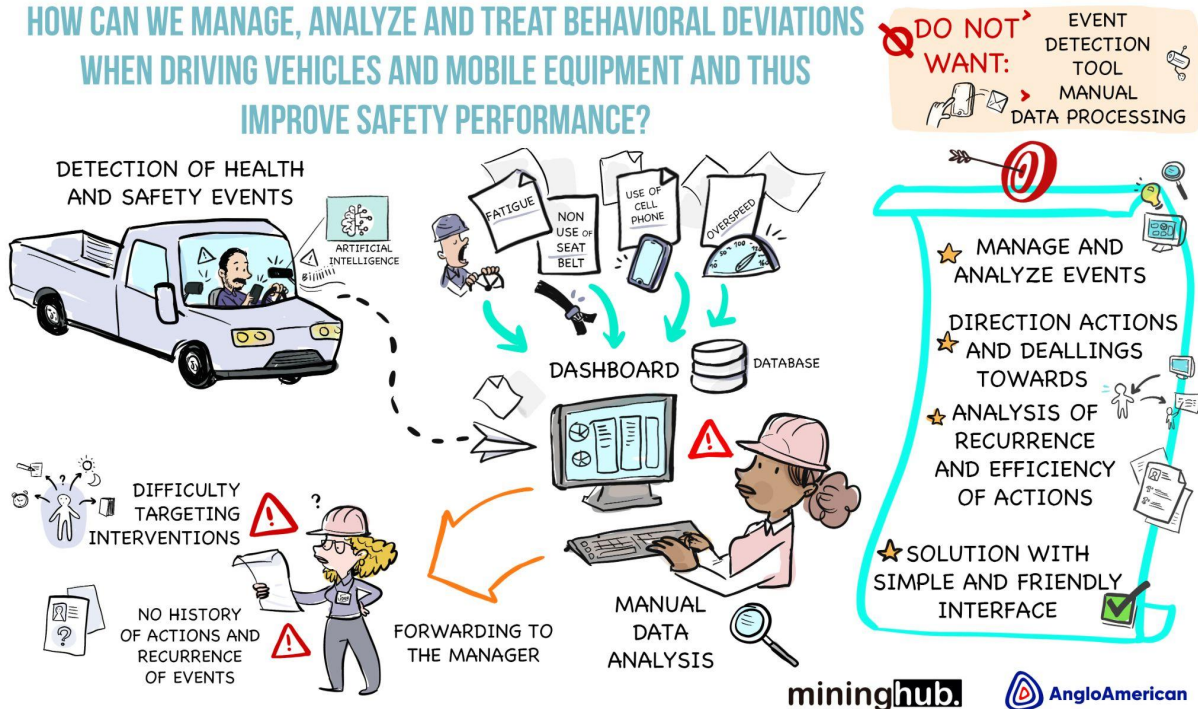 HOW CAN WE MANAGE, ANALYZE AND TREAT BEHAVIORAL DEVIATIONS
WHEN DRIVING VEHICLES AND MOBILE EQUIPMENT AND THUS
IMPROVE SAFETY PERFORMANCE?
DO NOT
WANT:
> EVENT
DETECTION
TOOL
> MANUAL
DATA PROCESSING
DETECTION OF HEALTH
AND SAFETY EVENTS
ARTIFICIAL
INTELLIGENCE
Biiiiii
FATIGUE
NON
USE OF
SEAT
BELT
USE OF
CELL
PHONE
OVERSPEED
DASHBOARD
DATABASE
MANUAL
DATA
ANALYSIS
FORWARDING TO
THE MANAGER
DIFFICULTY
TARGETING
INTERVENTIONS
NO HISTORY
OF ACTIONS AND
RECURRENCE
OF EVENTS
MANAGE AND
ANALYZE EVENTS
DIRECTION ACTIONS
AND DEALLINGS
TOWARDS
ANALYSIS OF
RECURRENCE
AND EFFICIENCY
OF ACTIONS
SOLUTION WITH
SIMPLE AND FRIENDLY
INTERFACE
mininghub.
AngloAmerican